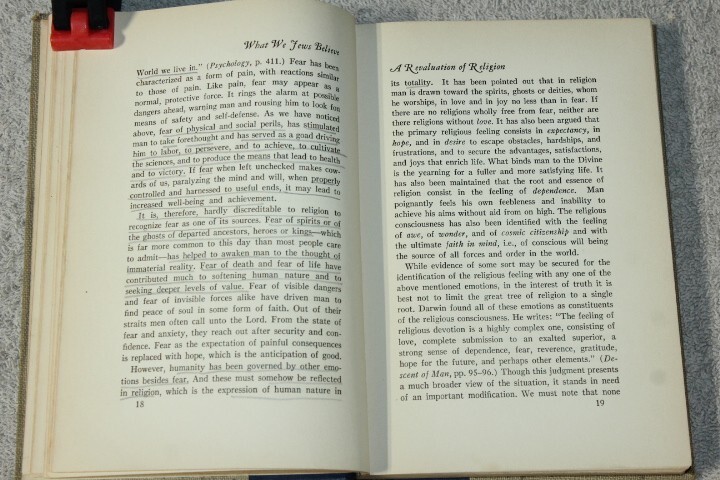 What We Jews Believe
World we live in." (Psychology, p. 411.) Fear has been
characterized as a form of pain, with reactions similar
to those of pain. Like pain, fear may appear as a
normal, protective force. It rings the alarm at possible
dangers ahead, warning man and rousing him to look for
means of safety and self-defense. As we have noticed
above, fear of physical and social perils, has stimulated
man to take forethought and has served as a goad driving
him to labor, to persevere, and to achieve, to cultivate
the sciences, and to produce the means that lead to health
and to victory. If fear when left unchecked makes cow-
ards of us, paralyzing the mind and will, when properly
controlled and harnessed to useful ends, it may lead to
increased well-being and achievement.
It is, therefore, hardly discreditable to religion to
recognize fear as one of its sources. Fear of spirits or of
the ghosts of departed ancestors, heroes or kings,—which
is far more common to this day than most people care
to admit—has helped to awaken man to the thought of
immaterial reality. Fear of death and fear of life have
contributed much to softening human nature and to
seeking deeper levels of value. Fear of visible dangers
and fear of invisible forces alike have driven man to
find peace of soul in some form of faith. Out of their
straits men often call unto the Lord. From the state of
fear and anxiety, they reach out after security and con-
fidence. Fear as the expectation of painful consequences
is replaced with hope, which is the anticipation of good.
However, humanity has been governed by other emo-
tions besides fear. And these must somehow be reflected
in religion, which is the expression of human nature in
18
A Revaluation of Religion
its totality. It has been pointed out that in religion
man is drawn toward the spirits, ghosts or deities, whom
he worships, in love and in joy no less than in fear. If
there are no religions wholly free from fear, neither are
there religions without love. It has also been argued that
the primary religious feeling consists in expectancy, in
hope, and in desire to escape obstacles, hardships, and
frustrations, and to secure the advantages, satisfactions,
and joys that enrich life. What binds man to the Divine
is the yearning for a fuller and more satisfying life. It
has also been maintained that the root and essence of
religion consist in the feeling of dependence. Man
poignantly feels his own feebleness and inability to
achieve his aims without aid from on high. The religious
consciousness has also been identified with the feeling
of awe, of wonder, and of cosmic citizenship and with
the ultimate faith in mind, i.e., of conscious will being
the source of all forces and order in the world.
While evidence of some sort may be secured for the
identification of the religious feeling with any one of the
above mentioned emotions, in the interest of truth it is
best not to limit the great tree of religion to a single
root. Darwin found all of these emotions as constituents
of the religious consciousness. He writes: "The feeling of
religious devotion is a highly complex one, consisting of
love, complete submission to an exalted superior, a
strong sense of dependence, fear, reverence, gratitude,
hope for the future, and perhaps other elements." (De-
scent of Man, pp. 95–96.) Though this judgment presents
a much broader view of the situation, it stands in need
of an important modification. We must note that none
19